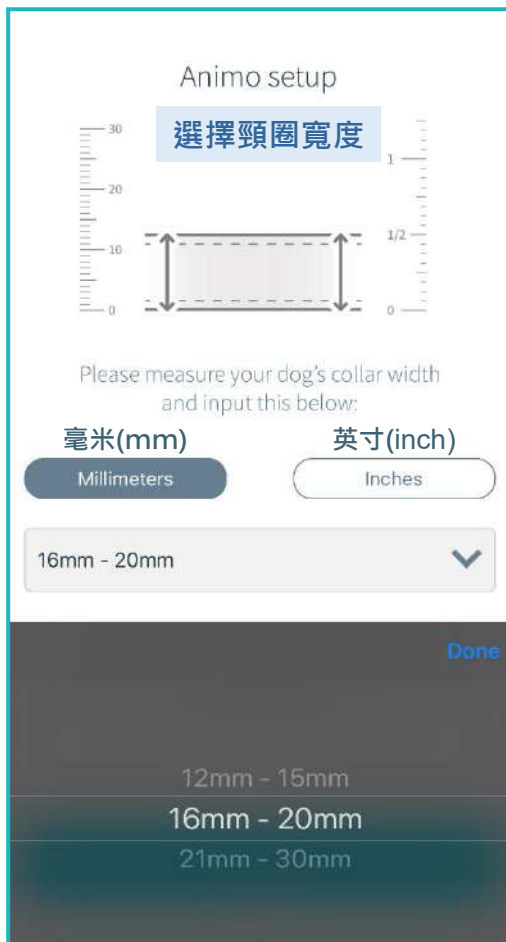 Animo setup
選擇頸圈寬度
30
20
10
0
1
1/2
0
Please measure your dog's collar width
and input this below:
毫米(mm)
英寸(inch)
Millimeters
Inches
16mm - 20mm
Done
12mm - 15mm
16mm - 20mm
21mm - 30mm